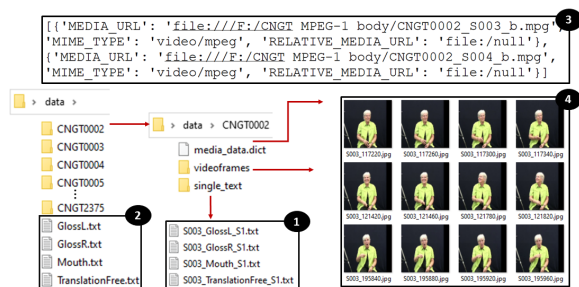 [{'MEDIA_URL': 'file:///F:/CNGT MPEG-1 body/CNGT0002_S003_b.mpg',
'MIME_TYPE': 'video/mpeg', 'RELATIVE_MEDIA_URL': 'file:/null'},
{'MEDIA_URL': 'file:///F:/CNGT MPEG-1 body/CNGT0002_S004_b.mpg',
'MIME_TYPE': 'video/mpeg', 'RELATIVE_MEDIA_URL': 'file:/null'}]
3
> data >
CNGT0002
CNGT0003
CNGT0004
CNGT0005
⋮
CNGT2375
2
GlossL.txt
GlossR.txt
Mouth.txt
TranslationFree.txt
> data > CNGT0002
media_data.dict
videoframes
single_text
1
S003_GlossL_S1.txt
S003_GlossR_S1.txt
S003_Mouth_S1.txt
S003_TranslationFree_S1.txt
4
S003_117220.jpg S003_117260.jpg S003_117300.jpg S003_117340.jpg
S003_121420.jpg S003_121460.jpg S003_121780.jpg S003_121820.jpg
S003_195840.jpg S003_195880.jpg S003_195920.jpg S003_195960.jpg